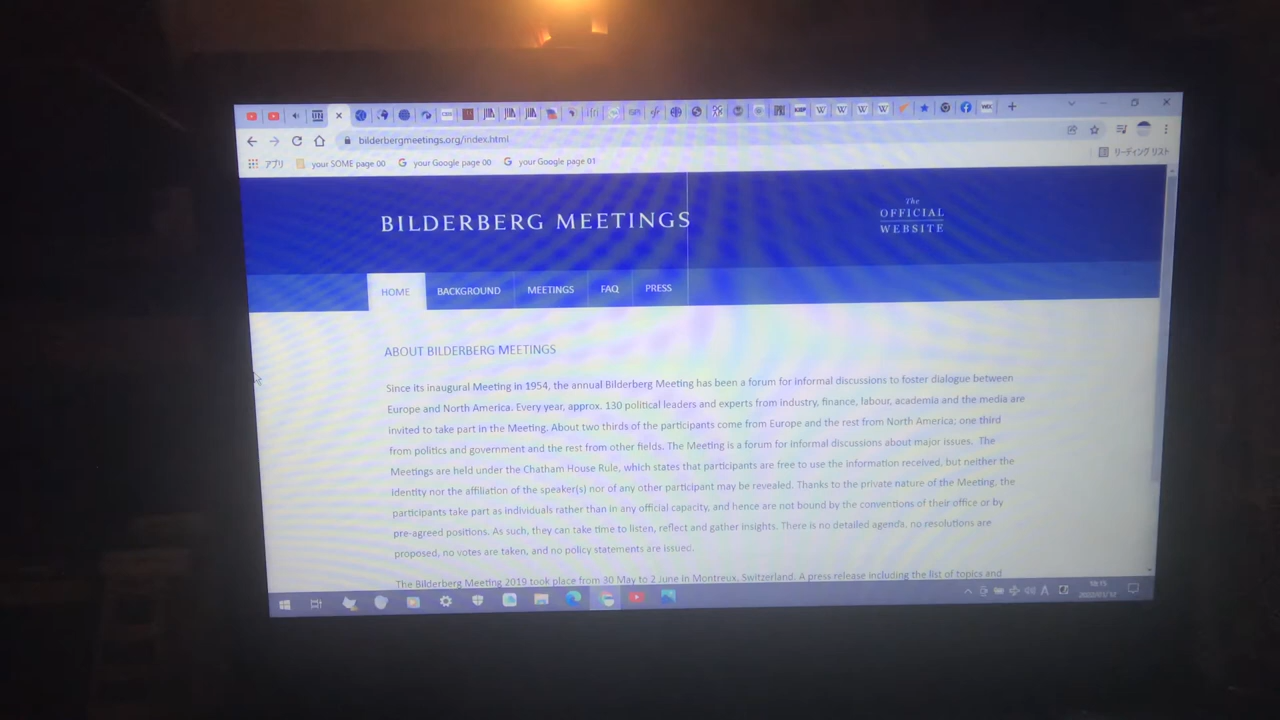 bilderbergmeetings.org/index.html
アプリ your SOME page 00 your Google page 00 your Google page 01 リーディング リスト
BILDERBERG MEETINGS
The
OFFICIAL
WEBSITE
HOME BACKGROUND MEETINGS FAQ PRESS
ABOUT BILDERBERG MEETINGS
Since its inaugural Meeting in 1954, the annual Bilderberg Meeting has been a forum for informal discussions to foster dialogue between
Europe and North America. Every year, approx. 130 political leaders and experts from industry, finance, labour, academia and the media are
invited to take part in the Meeting. About two thirds of the participants come from Europe and the rest from North America; one third
from politics and government and the rest from other fields. The Meeting is a forum for informal discussions about major issues. The
Meetings are held under the Chatham House Rule, which states that participants are free to use the information received, but neither the
identity nor the affiliation of the speaker(s) nor of any other participant may be revealed. Thanks to the private nature of the Meeting, the
participants take part as individuals rather than in any official capacity, and hence are not bound by the conventions of their office or by
pre-agreed positions. As such, they can take time to listen, reflect and gather insights. There is no detailed agenda, no resolutions are
proposed, no votes are taken, and no policy statements are issued.
The Bilderberg Meeting 2019 took place from 30 May to 2 June in Montreux, Switzerland. A press release including the list of topics and